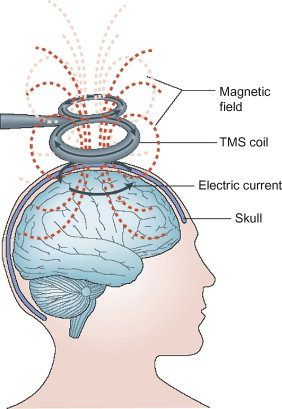 Magnetic
field
TMS coil
Electric current
Skull